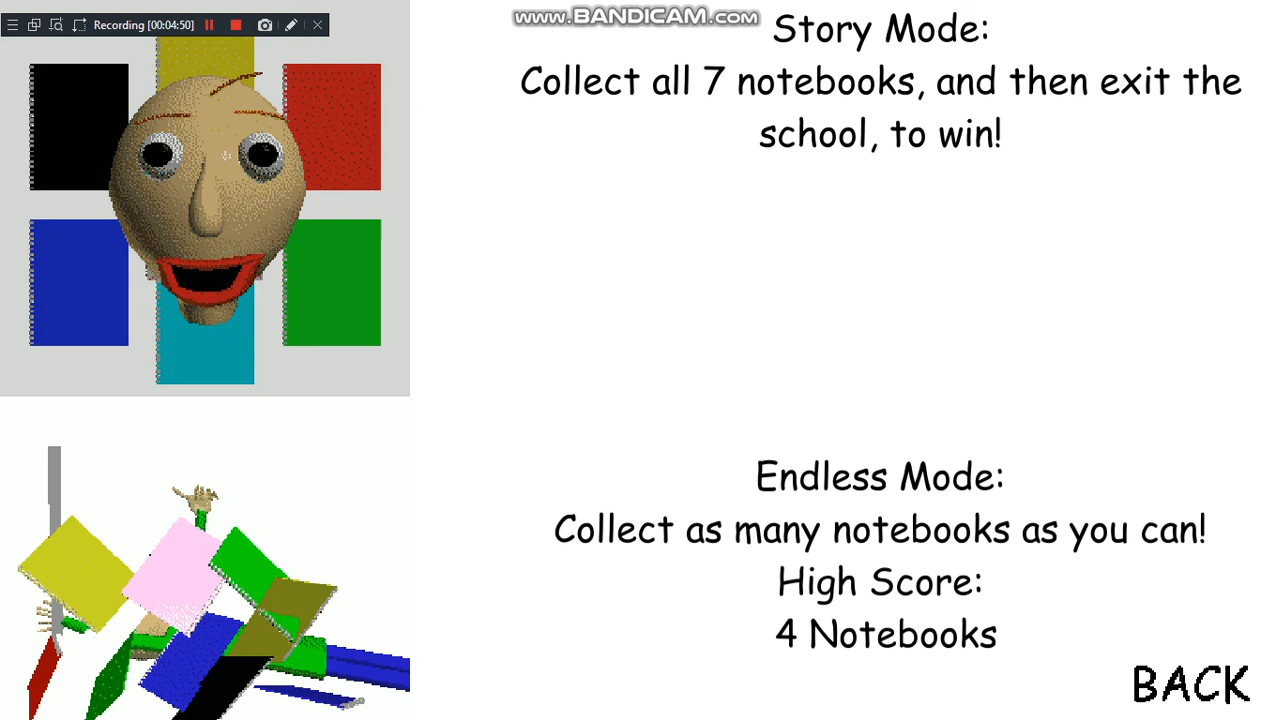 Recording [00:04:50]
www.BANDICAM.com
Story Mode:
Collect all 7 notebooks, and then exit the
school, to win!
Endless Mode:
Collect as many notebooks as you can!
High Score:
4 Notebooks
BACK